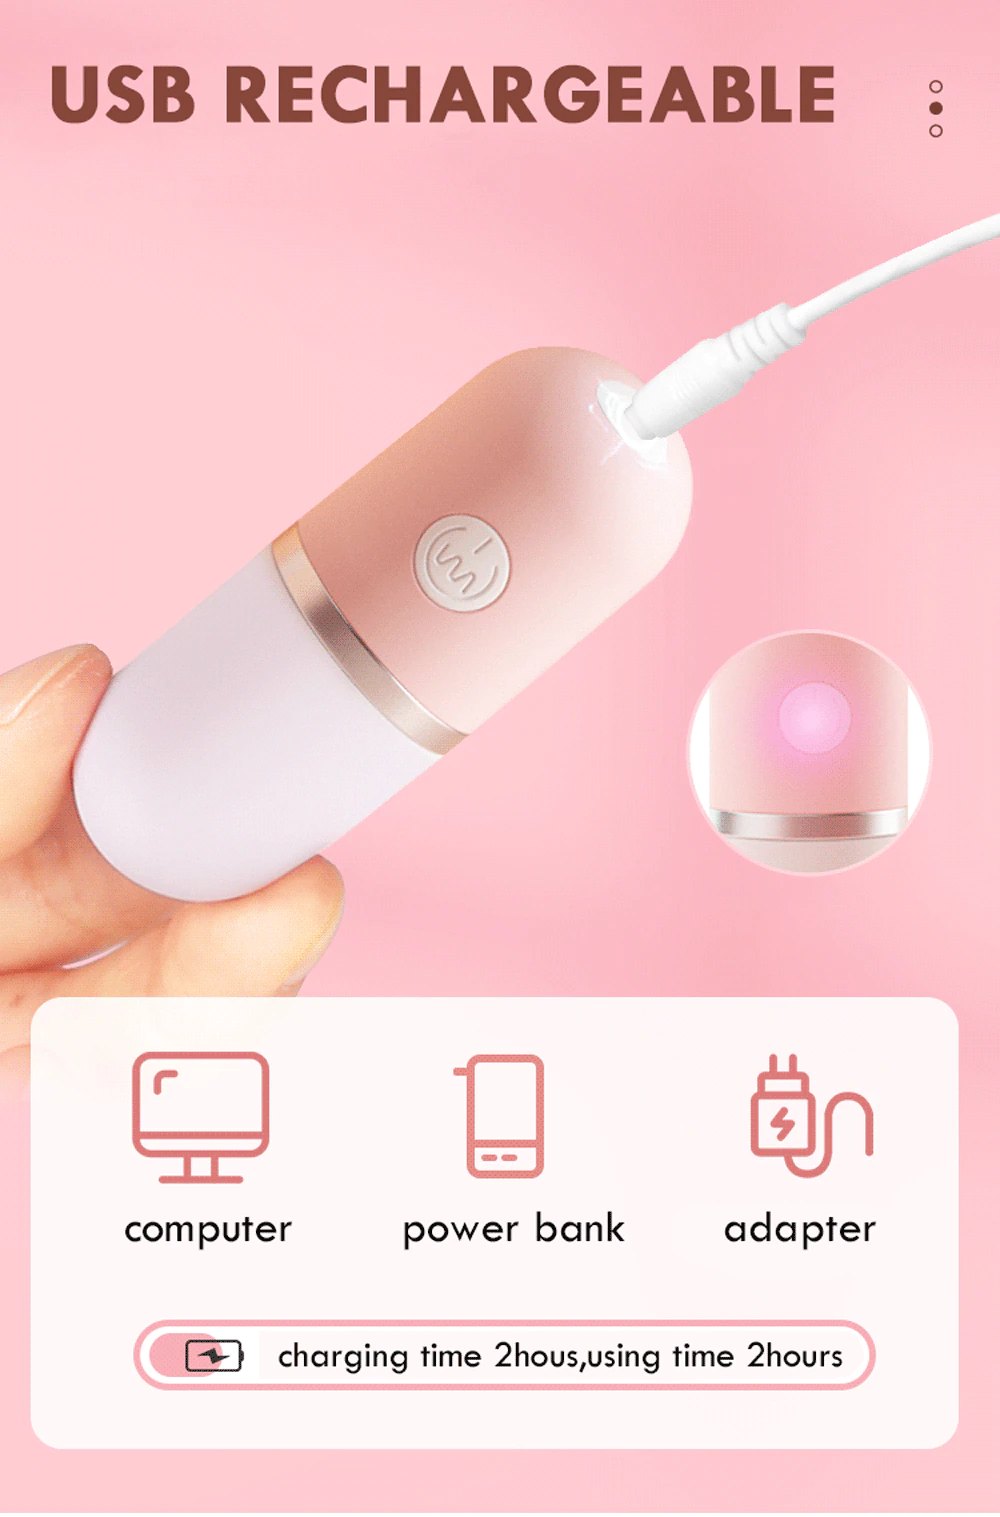 USB RECHARGEABLE
computer
power bank
adapter
charging time 2hous,using time 2hours